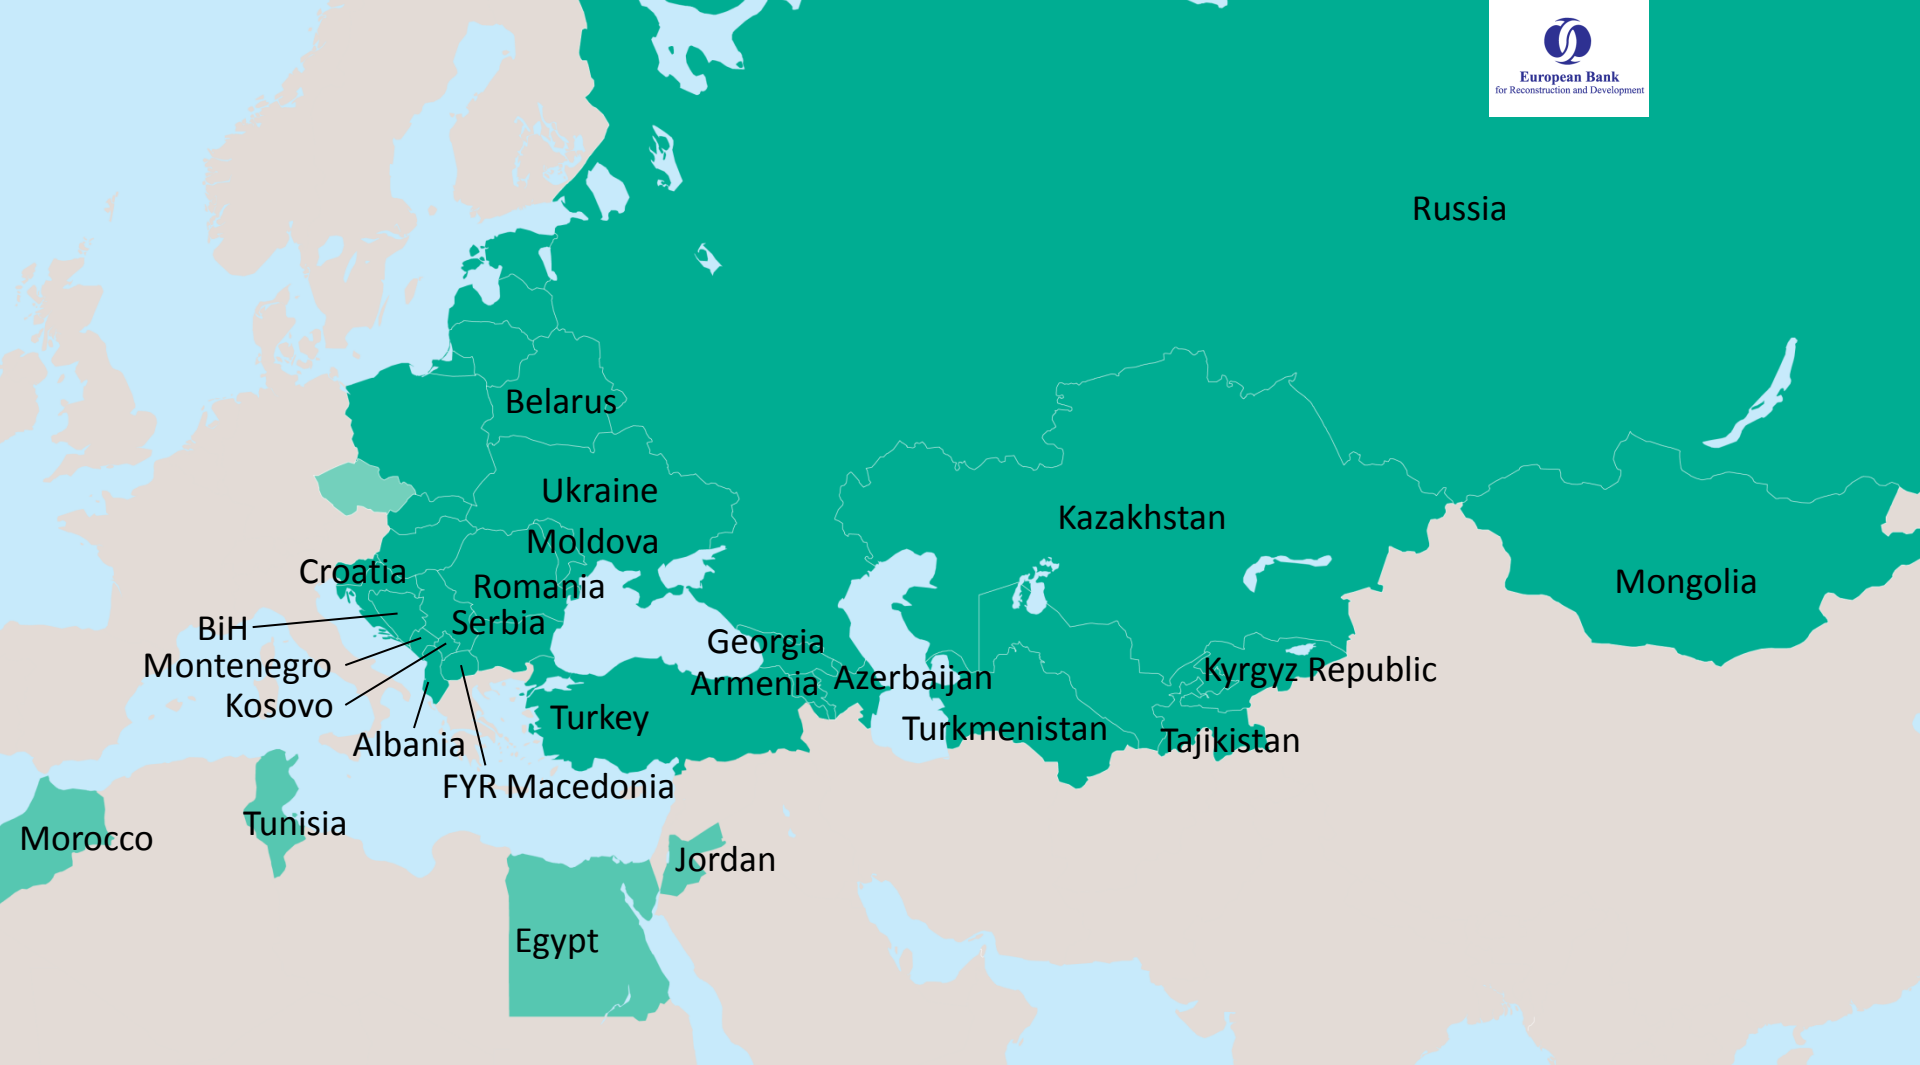 European Bank
for Reconstruction and Development
Russia
Belarus
Ukraine
Kazakhstan
Moldova
Croatia
Romania
Mongolia
Serbia
BiH
Georgia
Montenegro
Kyrgyz Republic
Armenia
Azerbaijan
Kosovo
Turkey
Turkmenistan
Tajikistan
Albania
FYR Macedonia
Tunisia
Morocco
Jordan
Egypt